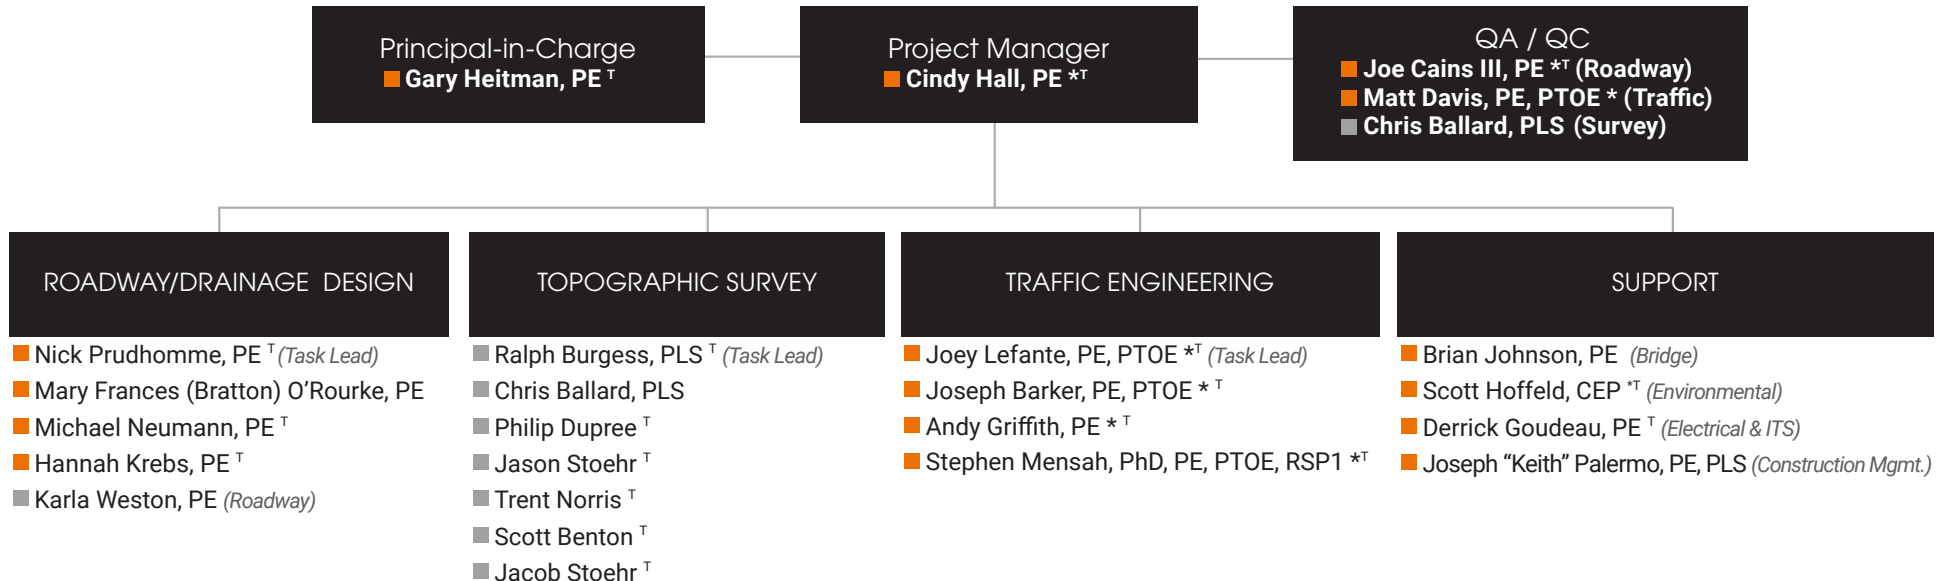 Principal-in-Charge
Gary Heitman, PE T
Project Manager
Cindy Hall, PE *T
QA / QC
Joe Cains III, PE *T (Roadway)
Matt Davis, PE, PTOE * (Traffic)
Chris Ballard, PLS (Survey)
ROADWAY/DRAINAGE DESIGN
Nick Prudhomme, PE T (Task Lead)
Mary Frances (Bratton) O’Rourke, PE
Michael Neumann, PE T
Hannah Krebs, PE T
Karla Weston, PE (Roadway)
TOPOGRAPHIC SURVEY
Ralph Burgess, PLS T (Task Lead)
Chris Ballard, PLS
Philip Dupree T
Jason Stoehr T
Trent Norris T
Scott Benton T
Jacob Stoehr T
TRAFFIC ENGINEERING
Joey Lefante, PE, PTOE *T (Task Lead)
Joseph Barker, PE, PTOE * T
Andy Griffith, PE * T
Stephen Mensah, PhD, PE, PTOE, RSP1 *T
SUPPORT
Brian Johnson, PE (Bridge)
Scott Hoffeld, CEP *T (Environmental)
Derrick Goudeau, PE T (Electrical & ITS)
Joseph “Keith” Palermo, PE, PLS (Construction Mgmt.)